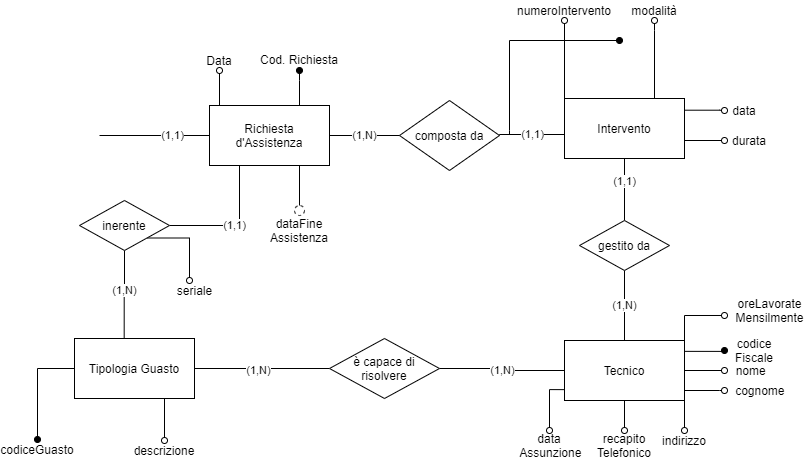 numeroIntervento
modalità
Data
Cod. Richiesta
(1,1)
Richiesta
d'Assistenza
(1,N)
composta da
(1,1)
Intervento
data
durata
(1,1)
inerente
(1,1)
dataFine
Assistenza
gestito da
seriale
(1,N)
(1,N)
oreLavorate
Mensilmente
Tipologia Guasto
(1,N)
è capace di
risolvere
(1,N)
Tecnico
codice
Fiscale
nome
cognome
codiceGuasto
descrizione
data
Assunzione
recapito
Telefonico
indirizzo